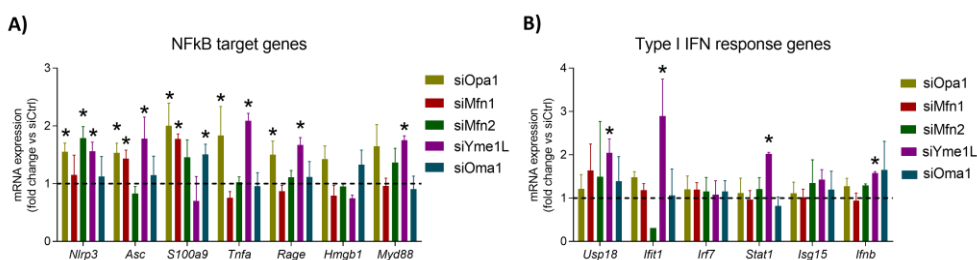 A)
NFkB target genes
mRNA expression
(fold change vs siCtrl)
3
2
1
0
* * * * * * * * * * * * * *
Nlrp3 Asc S100a9 Tnfa Rage Hmgb1 Myd88
siOpa1
siMfn1
siMfn2
siYme1L
siOma1
B)
Type I IFN response genes
mRNA expression
(fold change vs siCtrl)
4
3
2
1
0
* * * *
Usp18 Ifit1 Irf7 Stat1 Isg15 Ifnb
siOpa1
siMfn1
siMfn2
siYme1L
siOma1